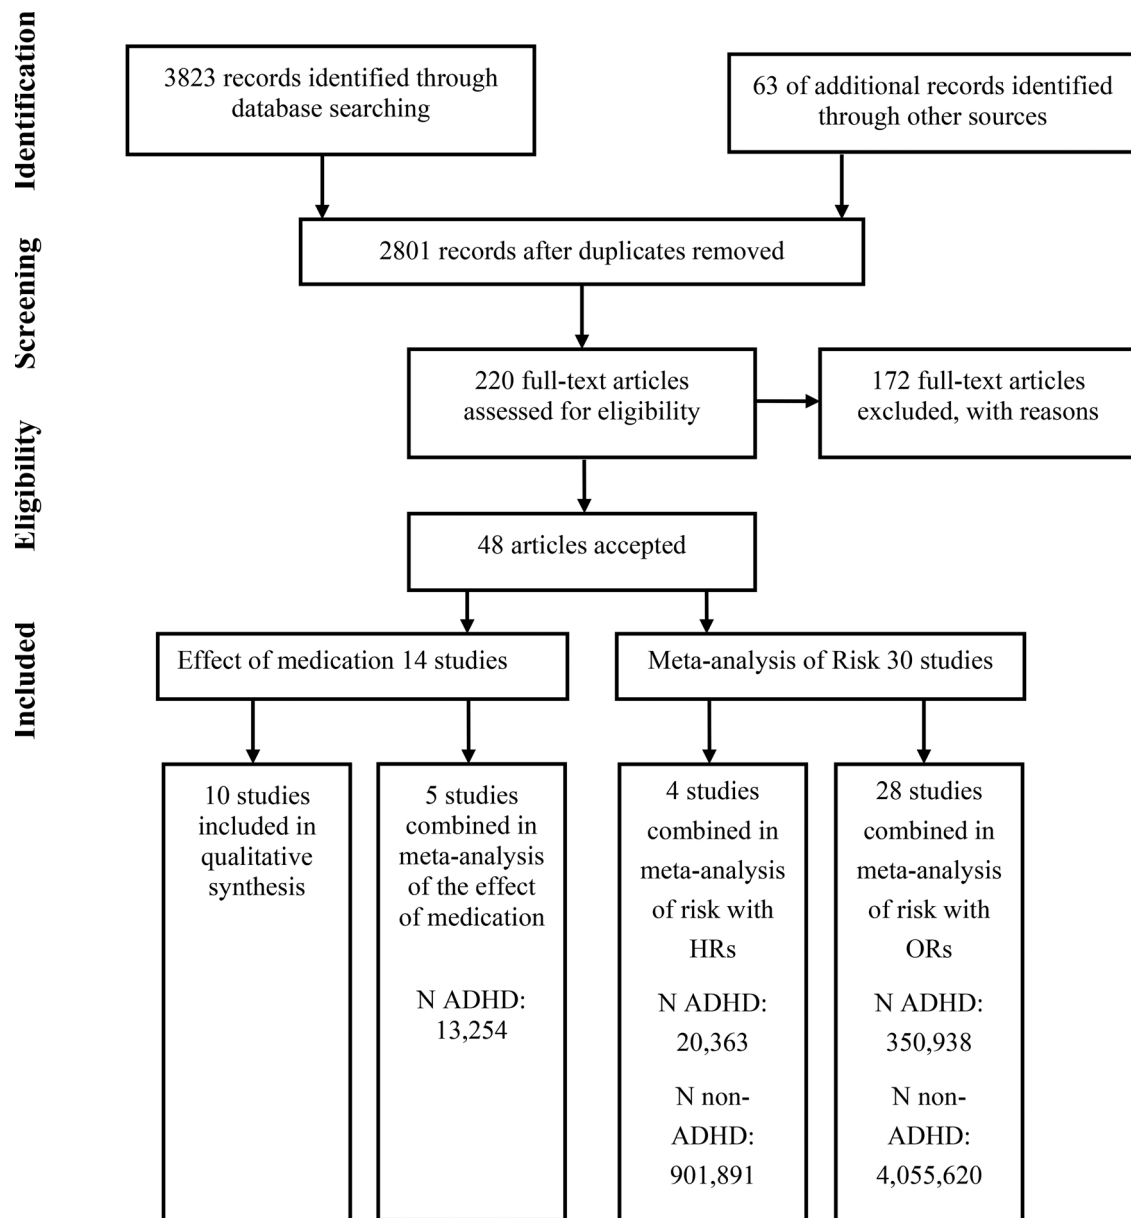 Identification
3823 records identified through
database searching
63 of additional records identified
through other sources
Screening
2801 records after duplicates removed
220 full-text articles
assessed for eligibility
172 full-text articles
excluded, with reasons
Eligibility
48 articles accepted
Included
Effect of medication 14 studies
Meta-analysis of Risk 30 studies
10 studies
included in
qualitative
synthesis
5 studies
combined in
meta-analysis
of the effect
of medication
N ADHD:
13,254
4 studies
combined in
meta-analysis
of risk with
HRs
N ADHD:
20,363
N non-
ADHD:
901,891
28 studies
combined in
meta-analysis
of risk with
ORs
N ADHD:
350,938
N non-
ADHD:
4,055,620